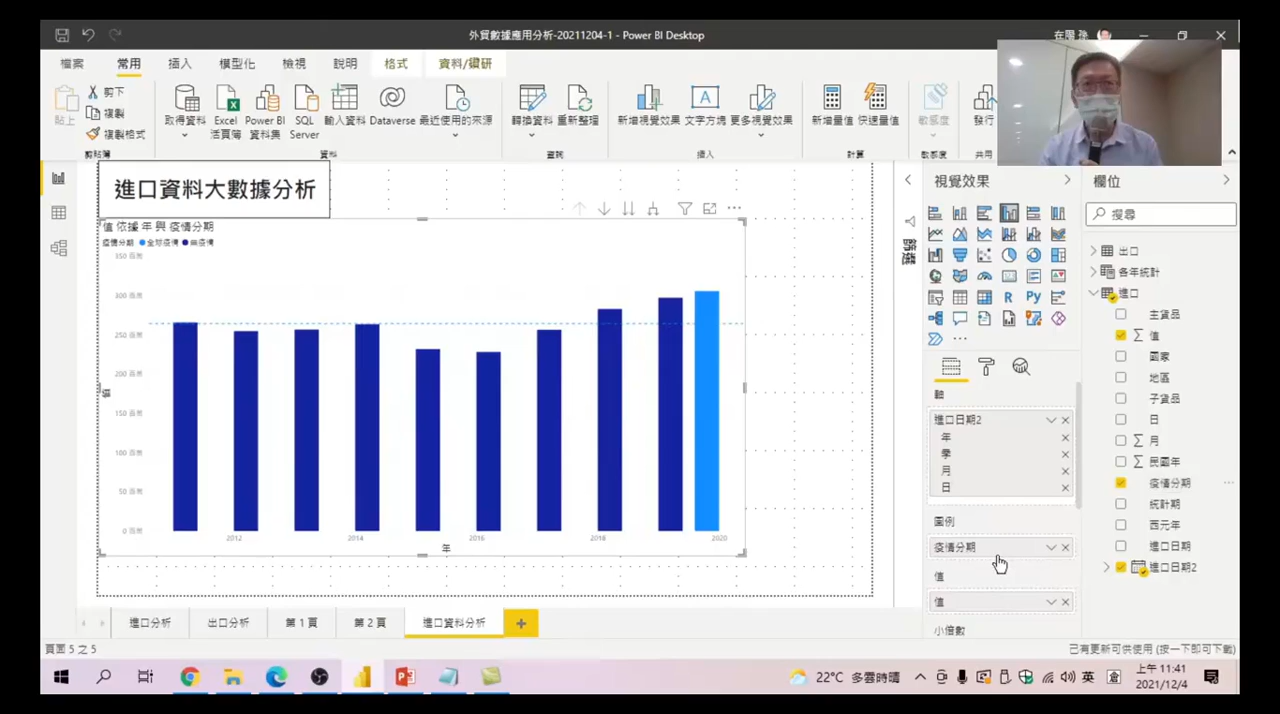 外貿數據應用分析-20211204-1 - Power BI Desktop
檔案 常用 插入 模型化 檢視 說明 格式 資料/鑽研
貼上 剪下 複製 複製格式
取得資料 Excel 活頁簿 Power BI 資料集 SQL Server 輸入資料 Dataverse 最近使用的來源
轉換資料 重新整理
新增視覺效果 文字方塊 更多視覺效果
新增量值 快速量值
敏感度
發行
剪貼簿 資料 查詢 插入 計算 敏感度 共用
進口資料大數據分析
值 依據 年 與 疫情分期
疫情分期 全球疫情 無疫情
350 百萬
300 百萬
250 百萬
200 百萬
150 百萬
100 百萬
50 百萬
0 百萬
值
2012 2014 2016 2018 2020
年
篩選
視覺效果
R Py
軸
進口日期2
年
季
月
日
圖例
疫情分期
值
值
小倍數
欄位
搜尋
出口
各年統計
進口
主貨品
值
國家
地區
子貨品
日
月
民國年
疫情分期
統計期
西元年
進口日期
進口日期2
進口分析 出口分析 第 1 頁 第 2 頁 進口資料分析
頁面 5 之 5
已有更新可供使用 (按一下即可下載)
22°C 多雲時晴
英
上午 11:41
2021/12/4